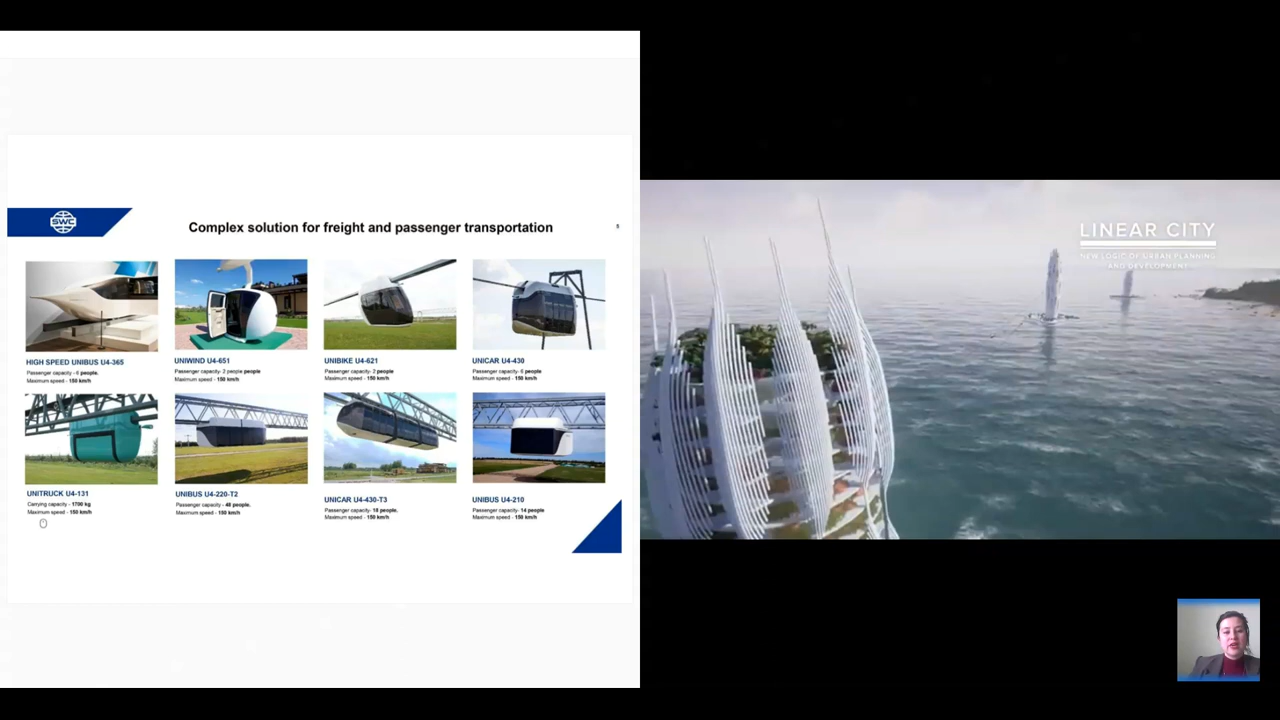 SWC
Complex solution for freight and passenger transportation
HIGH SPEED UNIBUS U4-365
Passenger capacity - 6 people.
Maximum speed - 150 km/h
UNIWIND U4-651
Passenger capacity- 2 people people
Maximum speed - 150 km/h
UNIBIKE U4-621
Passenger capacity- 2 people
Maximum speed - 150 km/h
UNICAR U4-430
Passenger capacity- 6 people
Maximum speed - 150 km/h
UNITRUCK U4-131
Carrying capacity - 1700 kg
Maximum speed - 150 km/h
UNIBUS U4-220-T2
Passenger capacity - 48 people.
Maximum speed - 150 km/h
UNICAR U4-430-T3
Passenger capacity- 18 people.
Maximum speed - 150 km/h
UNIBUS U4-210
Passenger capacity - 14 people
Maximum speed - 150 km/h
LINEAR CITY
NEW LOGIC OF URBAN PLANNING
AND DEVELOPMENT